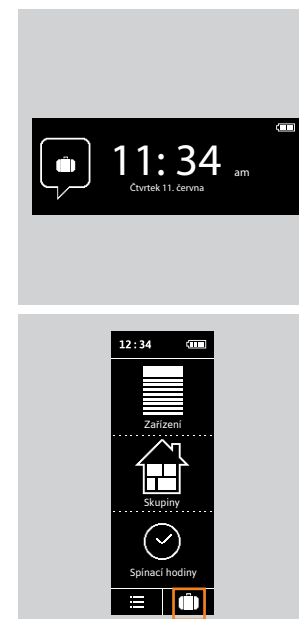 11:34 am
Čtvrtek 11. června
12:34
Zařízení
Skupiny
Spínací hodiny